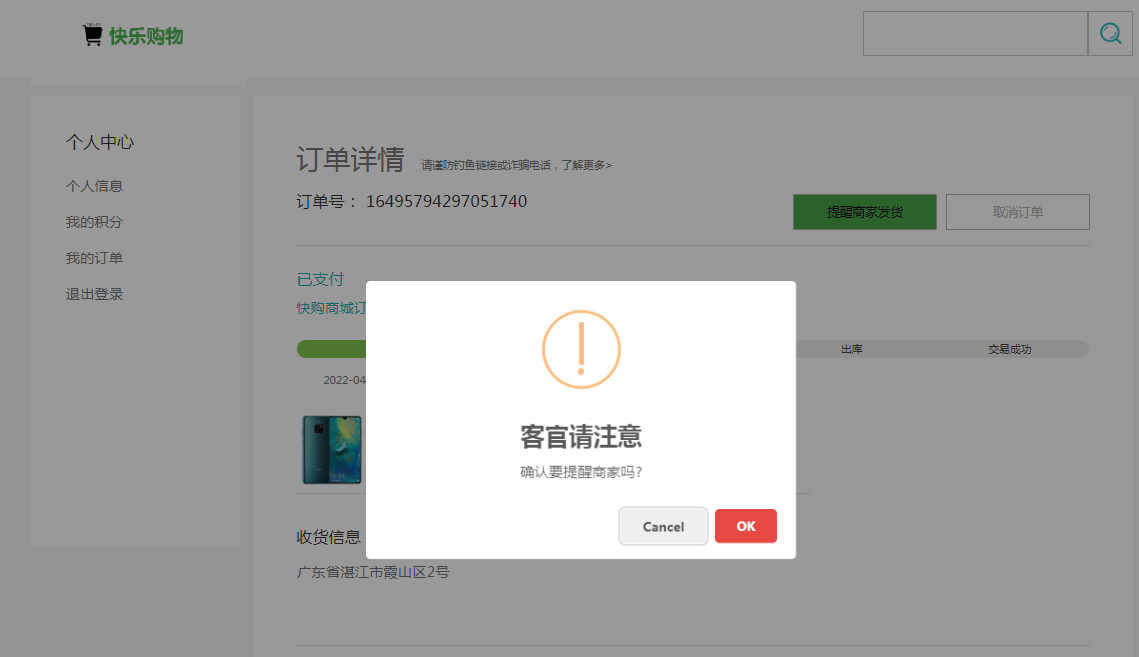 快乐购物
个人中心
个人信息
我的积分
我的订单
退出登录
订单详情 请谨防钓鱼链接或诈骗电话，了解更多>
订单号： 16495794297051740
提醒商家发货
取消订单
已支付
快购商城订
出库
交易成功
2022-04
客官请注意
确认要提醒商家吗?
Cancel
OK
收货信息
广东省湛江市霞山区2号